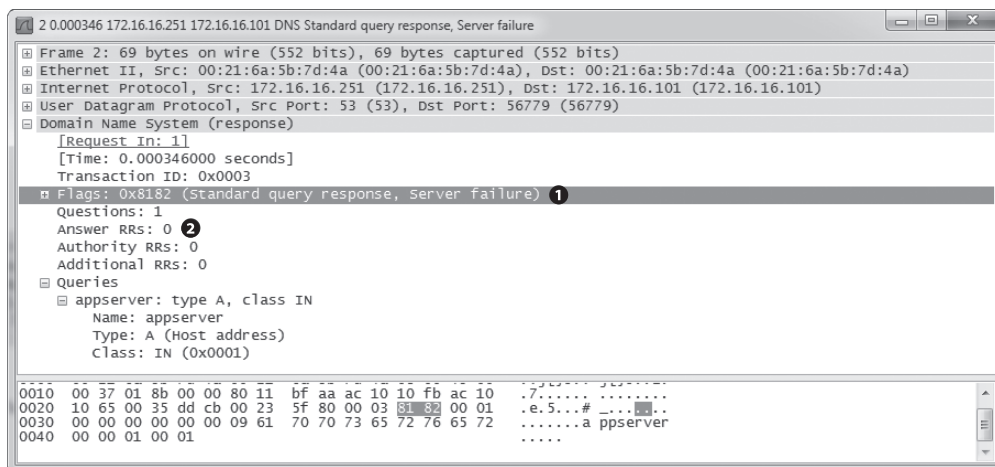 2 0.000346 172.16.16.251 172.16.16.101 DNS Standard query response, Server failure
Frame 2: 69 bytes on wire (552 bits), 69 bytes captured (552 bits)
Ethernet II, Src: 00:21:6a:5b:7d:4a (00:21:6a:5b:7d:4a), Dst: 00:21:6a:5b:7d:4a (00:21:6a:5b:7d:4a)
Internet Protocol, Src: 172.16.16.251 (172.16.16.251), Dst: 172.16.16.101 (172.16.16.101)
User Datagram Protocol, Src Port: 53 (53), Dst Port: 56779 (56779)
Domain Name System (response)
[Request In: 1]
[Time: 0.000346000 seconds]
Transaction ID: 0x0003
Flags: 0x8182 (Standard query response, Server failure) ❶
Questions: 1
Answer RRs: 0 ❷
Authority RRs: 0
Additional RRs: 0
Queries
appserver: type A, class IN
Name: appserver
Type: A (Host address)
Class: IN (0x0001)
0010 00 37 01 8b 00 00 80 11 bf aa ac 10 10 fb ac 10 .7...... ........
0020 10 65 00 35 dd cb 00 23 5f 80 00 03 81 82 00 01 .e.5...# _.......
0030 00 00 00 00 00 00 09 61 70 70 73 65 72 76 65 72 .......a ppserver
0040 00 00 01 00 01 .....